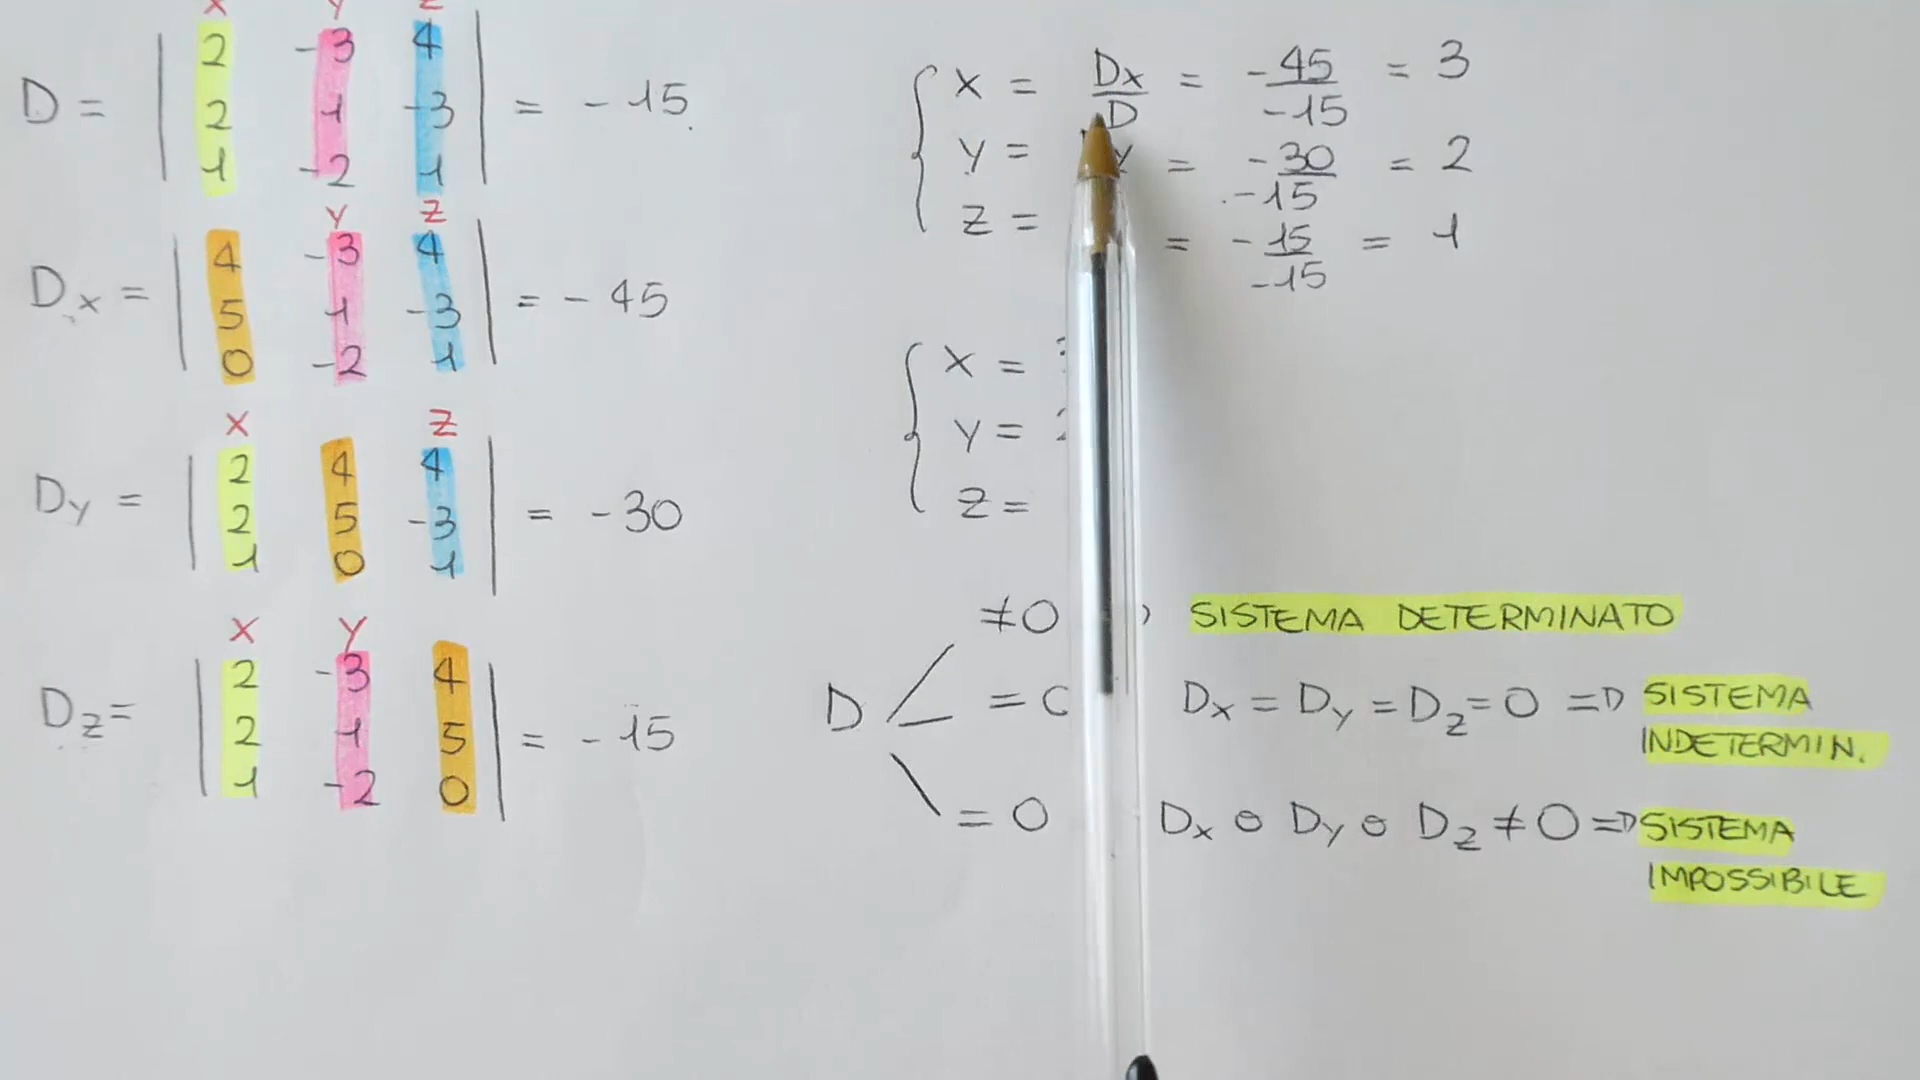 X Y Z
2 -3 4
D = 2 1 -3 = -15
1 -2 1
Y Z
4 -3 4
Dx = 5 1 -3 = -45
0 -2 1
X Z
2 4 4
Dy = 2 5 -3 = -30
1 0 1
X Y
2 -3 4
Dz = 2 1 5 = -15
1 -2 0
X = Dx/D = -45/-15 = 3
Y = = -30/-15 = 2
Z = = -15/-15 = 1
X =
Y =
Z =
≠0 SISTEMA DETERMINATO
D = Dx = Dy = Dz = 0 => SISTEMA
INDETERMIN.
= 0 Dx o Dy o Dz ≠ 0 => SISTEMA
IMPOSSIBILE